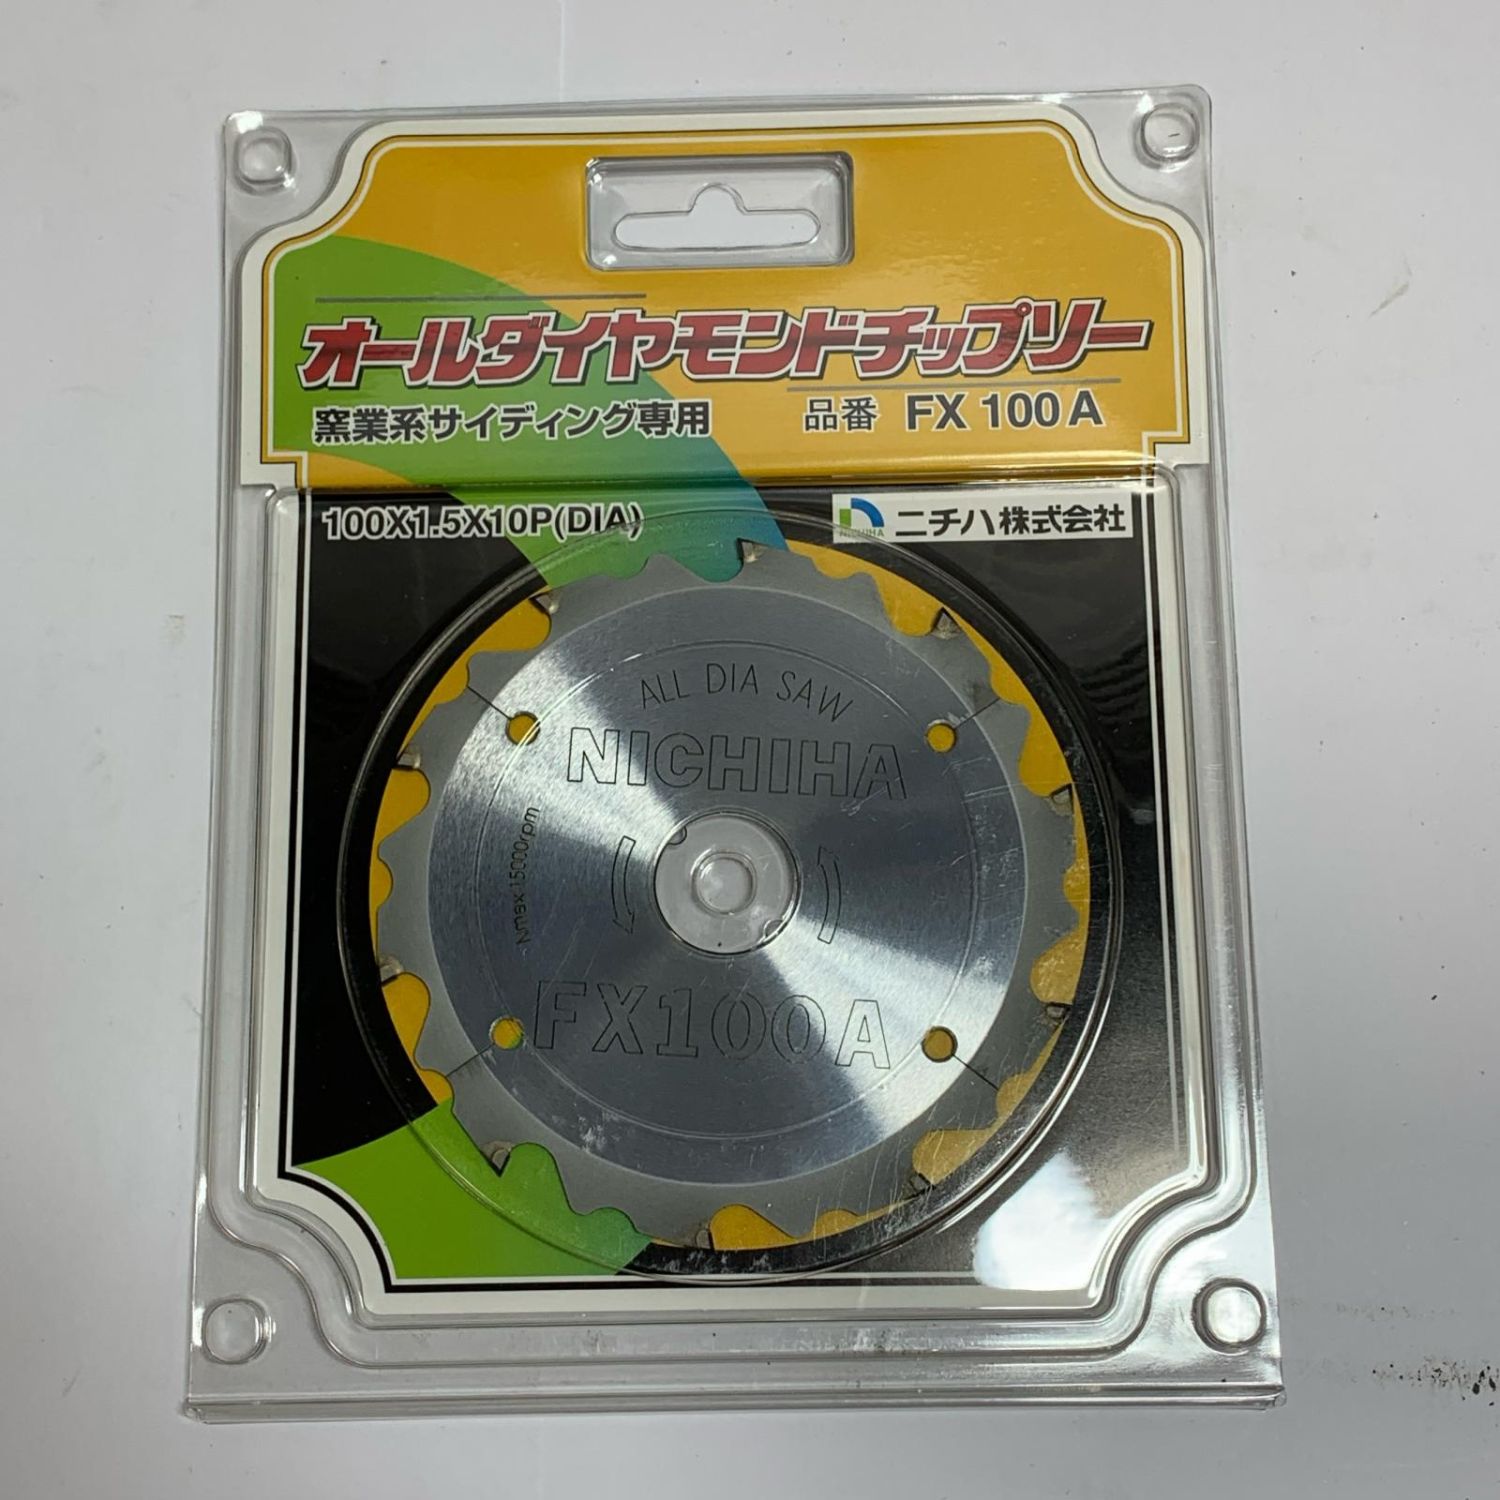 オールダイヤモンドチップソー
窯業系サイディング専用
品番 FX 100A
100X1.5X10P(DIA)
NICHIHA
ニチハ株式会社
ALL DIA SAW
NICHIHA
Nmax 15000rpm
FX100A